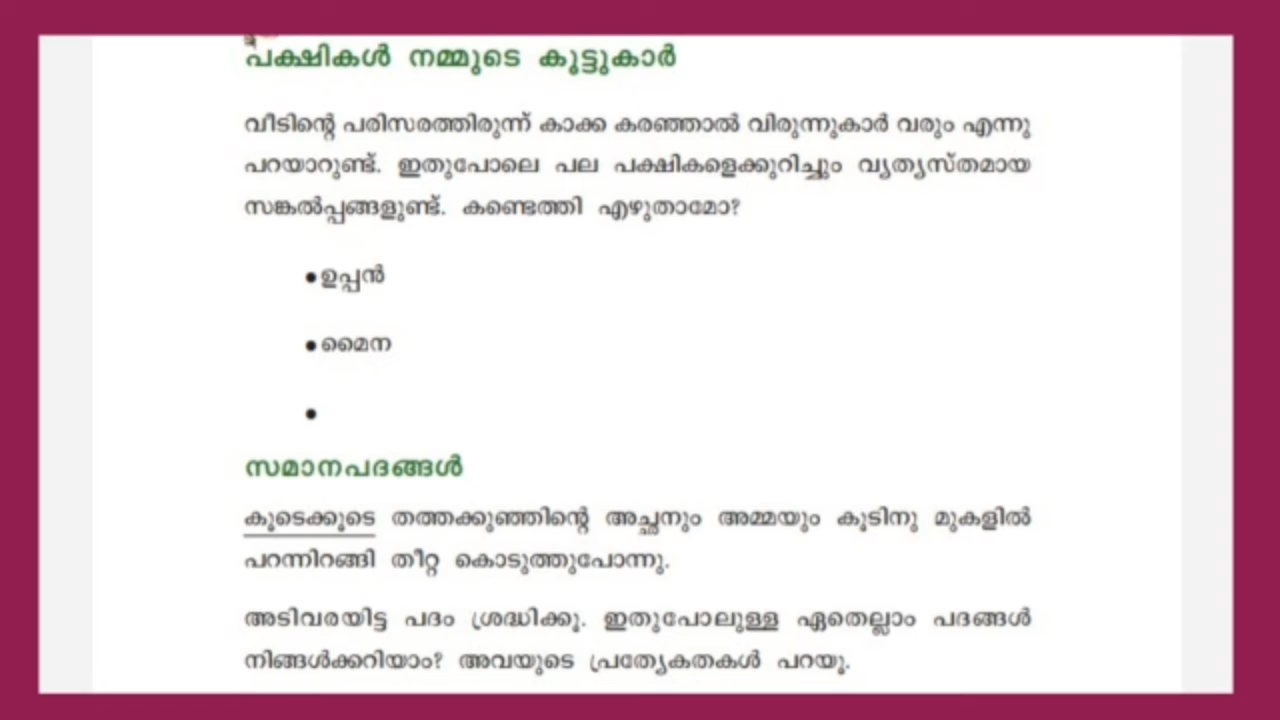 പക്ഷികൾ നമ്മുടെ കൂട്ടുകാർ
വീടിന്റെ പരിസരത്തിരുന്ന് കാക്ക കരഞ്ഞാൽ വിരുന്നുകാർ വരും എന്നു
പറയാറുണ്ട്. ഇതുപോലെ പല പക്ഷികളെക്കുറിച്ചും വ്യത്യസ്തമായ
സങ്കൽപ്പങ്ങളുണ്ട്. കണ്ടെത്തി എഴുതാമോ?
● ഉപ്പൻ
● മൈന
●
സമാനപദങ്ങൾ
കൂടെക്കൂടെ തത്തക്കുഞ്ഞിന്റെ അച്ഛനും അമ്മയും കൂടിനു മുകളിൽ
പറന്നിറങ്ങി തീറ്റ കൊടുത്തുപോന്നു.
അടിവരയിട്ട പദം ശ്രദ്ധിക്കൂ. ഇതുപോലുള്ള ഏതെല്ലാം പദങ്ങൾ
നിങ്ങൾക്കറിയാം? അവയുടെ പ്രത്യേകതകൾ പറയൂ.